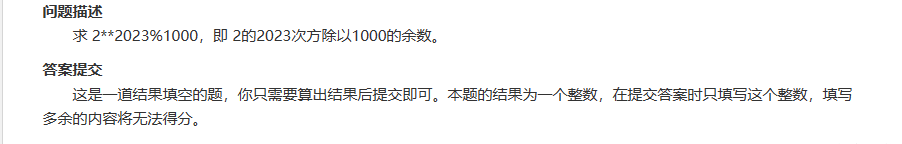 问题描述
求 2**2023%1000，即 2的2023次方除以1000的余数。
答案提交
这是一道结果填空的题，你只需要算出结果后提交即可。本题的结果为一个整数，在提交答案时只填写这个整数，填写
多余的内容将无法得分。